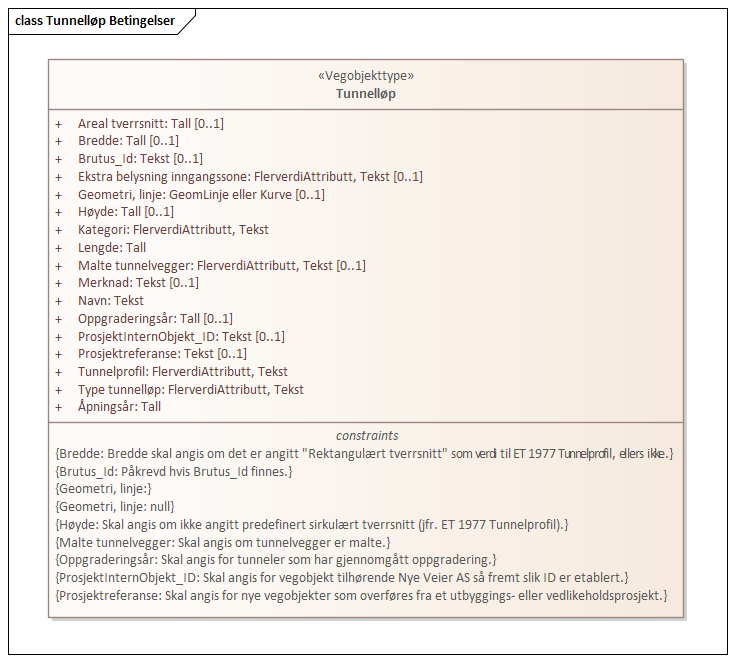 class Tunnelløp Betingelser
«Vegobjekttype»
Tunnelløp
+ Areal tverrsnitt: Tall [0..1]
+ Bredde: Tall [0..1]
+ Brutus_Id: Tekst [0..1]
+ Ekstra belysning inngangssone: FlerverdiAttributt, Tekst [0..1]
+ Geometri, linje: GeomLinje eller Kurve [0..1]
+ Høyde: Tall [0..1]
+ Kategori: FlerverdiAttributt, Tekst
+ Lengde: Tall
+ Malte tunnelvegger: FlerverdiAttributt, Tekst [0..1]
+ Merknad: Tekst [0..1]
+ Navn: Tekst
+ Oppgraderingsår: Tall [0..1]
+ ProsjektInternObjekt_ID: Tekst [0..1]
+ Prosjektreferanse: Tekst [0..1]
+ Tunnelprofil: FlerverdiAttributt, Tekst
+ Type tunnelløp: FlerverdiAttributt, Tekst
+ Åpningsår: Tall
constraints
{Bredde: Bredde skal angis om det er angitt "Rektangulært tverrsnitt" som verdi til ET 1977 Tunnelprofil, ellers ikke.}
{Brutus_Id: Påkrevd hvis Brutus_Id finnes.}
{Geometri, linje:}
{Geometri, linje: null}
{Høyde: Skal angis om ikke angitt predefinert sirkulært tverrsnitt (jfr. ET 1977 Tunnelprofil).}
{Malte tunnelvegger: Skal angis om tunnelvegger er malte.}
{Oppgraderingsår: Skal angis for tunneler som har gjennomgått oppgradering.}
{ProsjektInternObjekt_ID: Skal angis for vegobjekt tilhørende Nye Veier AS så fremt slik ID er etablert.}
{Prosjektreferanse: Skal angis for nye vegobjekter som overføres fra et utbyggings- eller vedlikeholdsprosjekt.}